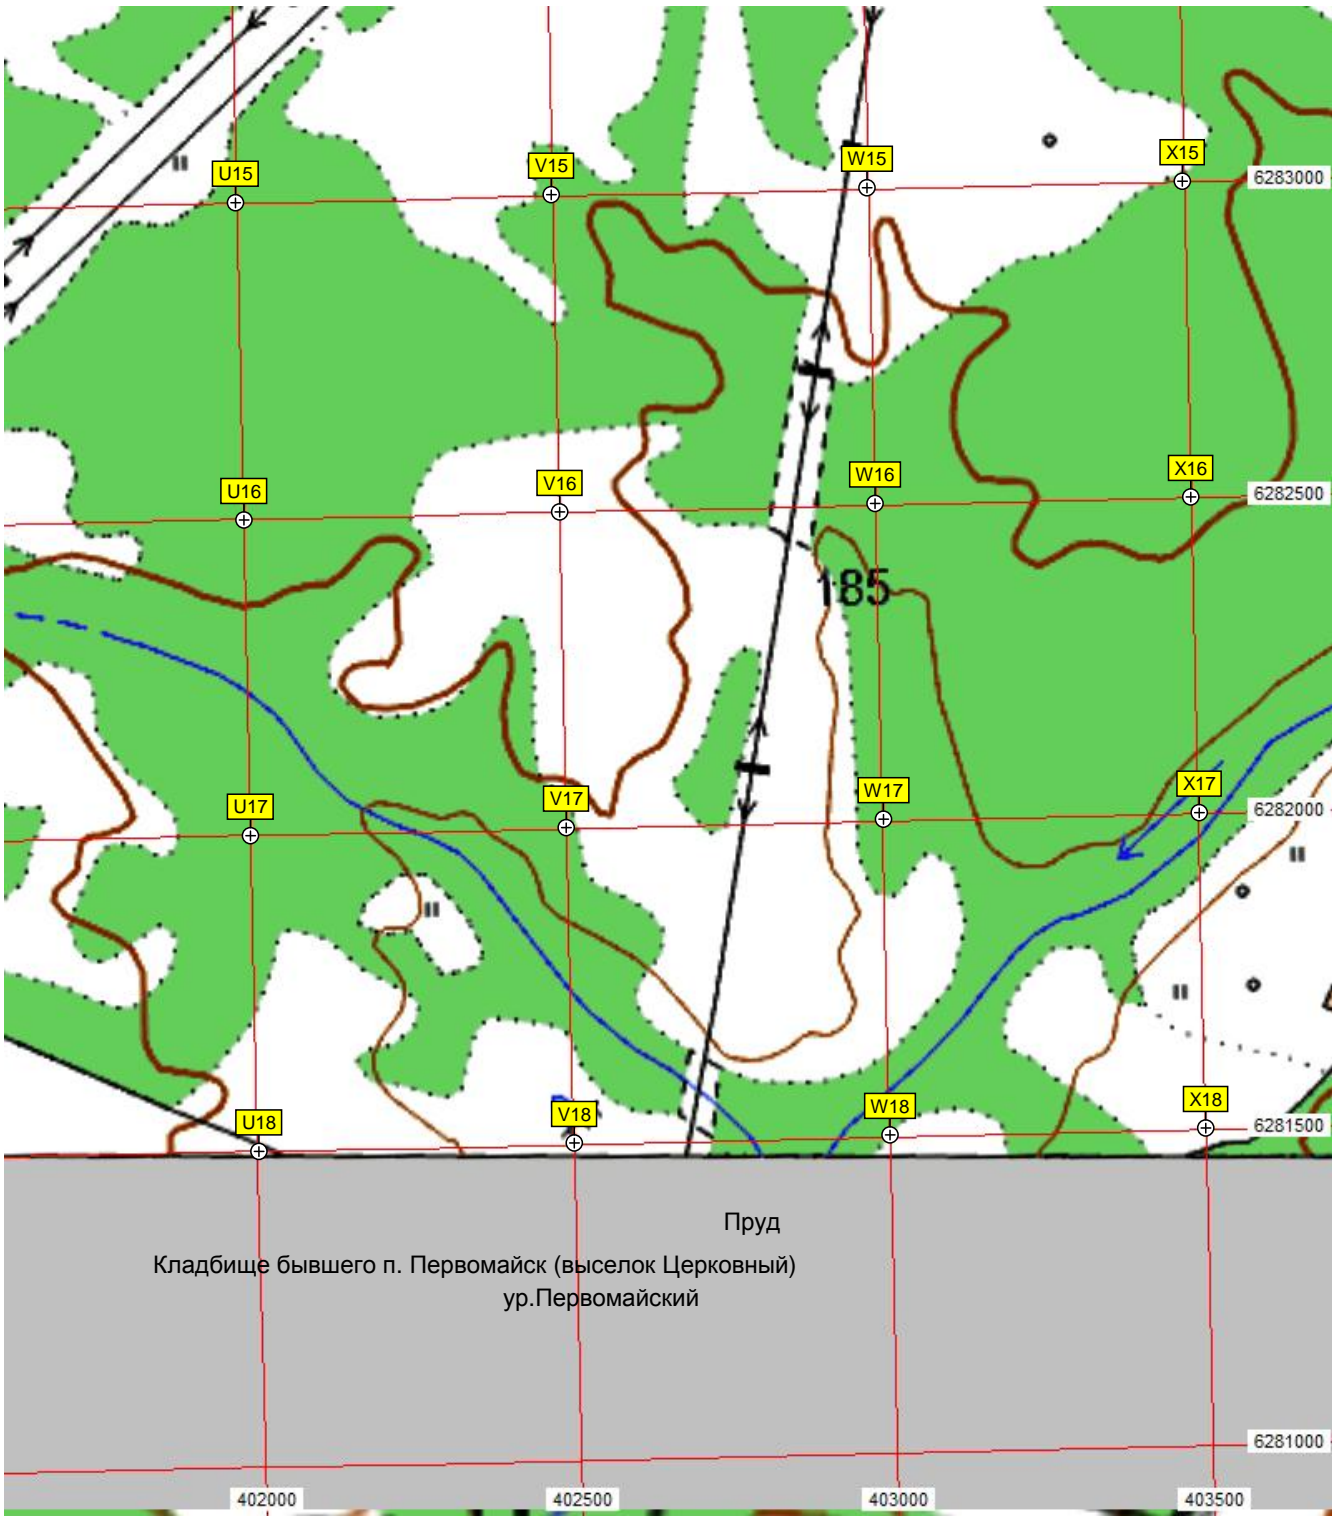 U15
V15
W15
X15
6283000
U16
V16
W16
X16
6282500
185
U17
V17
W17
X17
6282000
U18
V18
W18
X18
6281500
Пруд
Кладбище бывшего п. Первомайск (выселок Церковный)
ур.Первомайский
6281000
402000
402500
403000
403500